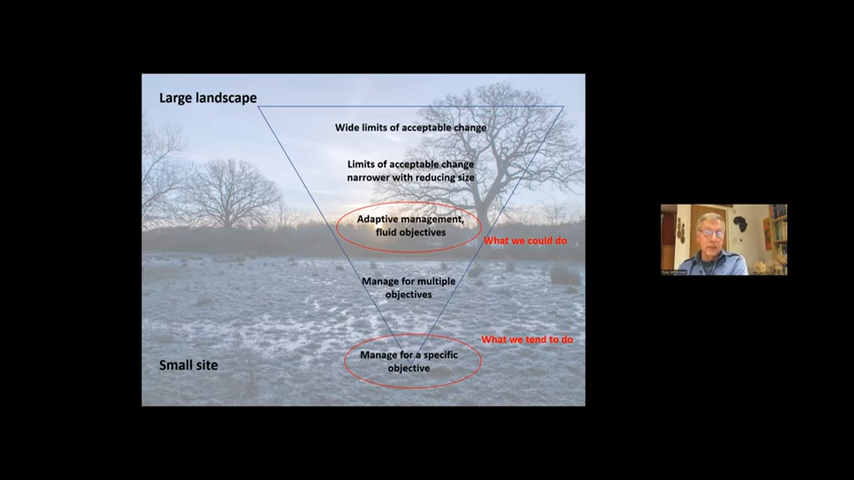 Large landscape
Wide limits of acceptable change
Limits of acceptable change
narrower with reducing size
Adaptive management,
fluid objectives
What we could do
Manage for multiple
objectives
What we tend to do
Manage for a specific
objective
Small site